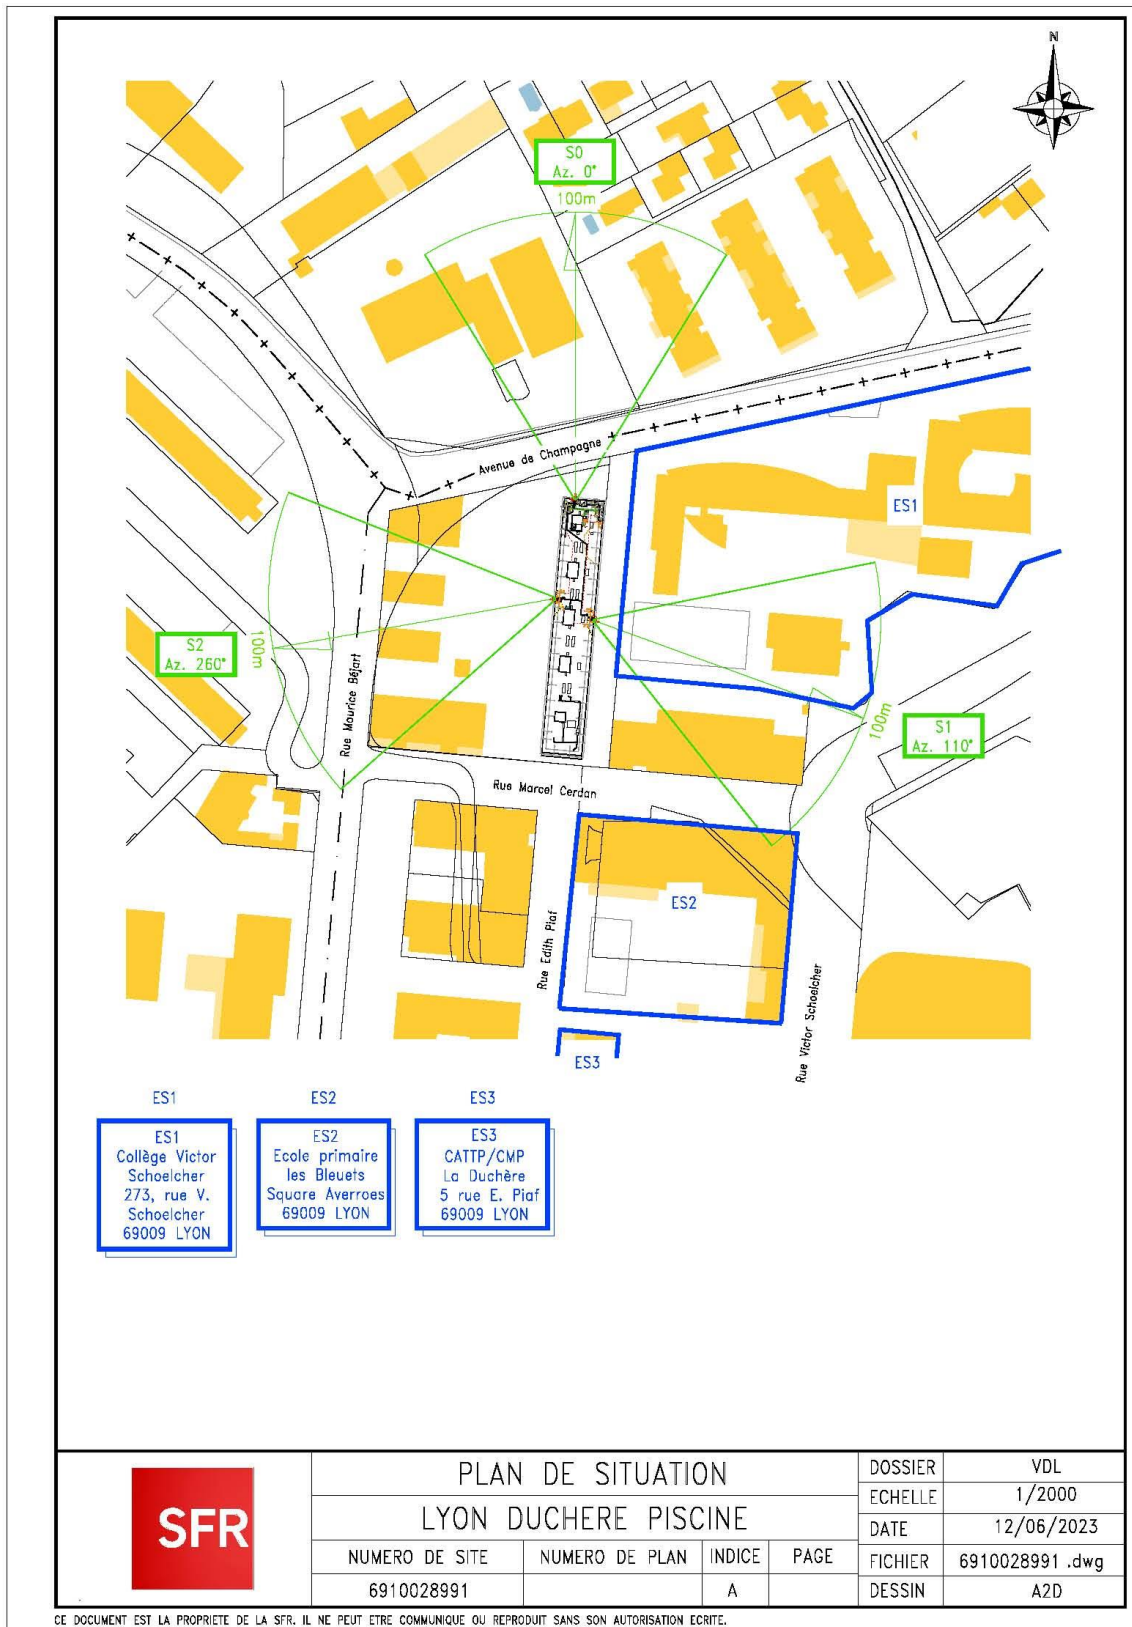 N
S0
Az. 0°
100m
Avenue de Champagne
ES1
S2
Az. 260°
100m
Rue Maurice Béjart
100m
S1
Az. 110°
Rue Marcel Cerdan
ES2
Rue Edith Piaf
Rue Victor Schoelcher
ES3
ES1
ES2
ES3
ES1
Collège Victor
Schoelcher
273, rue V.
Schoelcher
69009 LYON
ES2
Ecole primaire
les Bleuets
Square Averroes
69009 LYON
ES3
CATTP/CMP
La Duchère
5 rue E. Piaf
69009 LYON
SFR
PLAN DE SITUATION
LYON DUCHERE PISCINE
NUMERO DE SITE
NUMERO DE PLAN
INDICE
PAGE
6910028991
A
DOSSIER
VDL
ECHELLE
1/2000
DATE
12/06/2023
FICHIER
6910028991 .dwg
DESSIN
A2D
CE DOCUMENT EST LA PROPRIETE DE LA SFR. IL NE PEUT ETRE COMMUNIQUE OU REPRODUIT SANS SON AUTORISATION ECRITE.